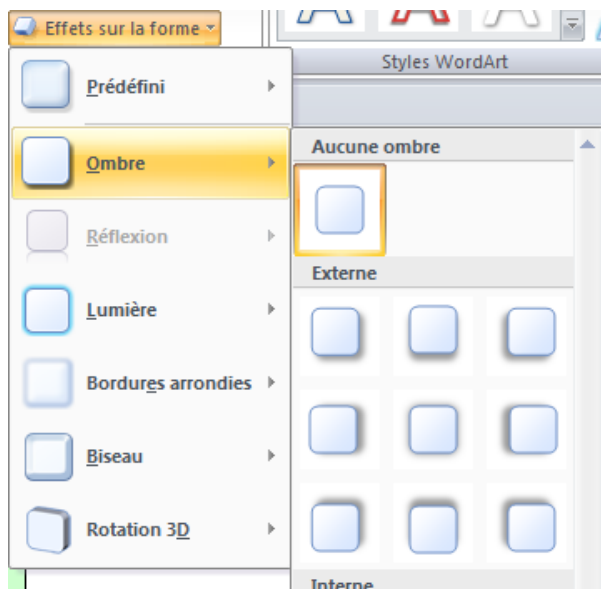 Effets sur la forme
Styles WordArt
Prédéfini
Ombre
Réflexion
Lumière
Bordures arrondies
Biseau
Rotation 3D
Aucune ombre
Externe
Interne